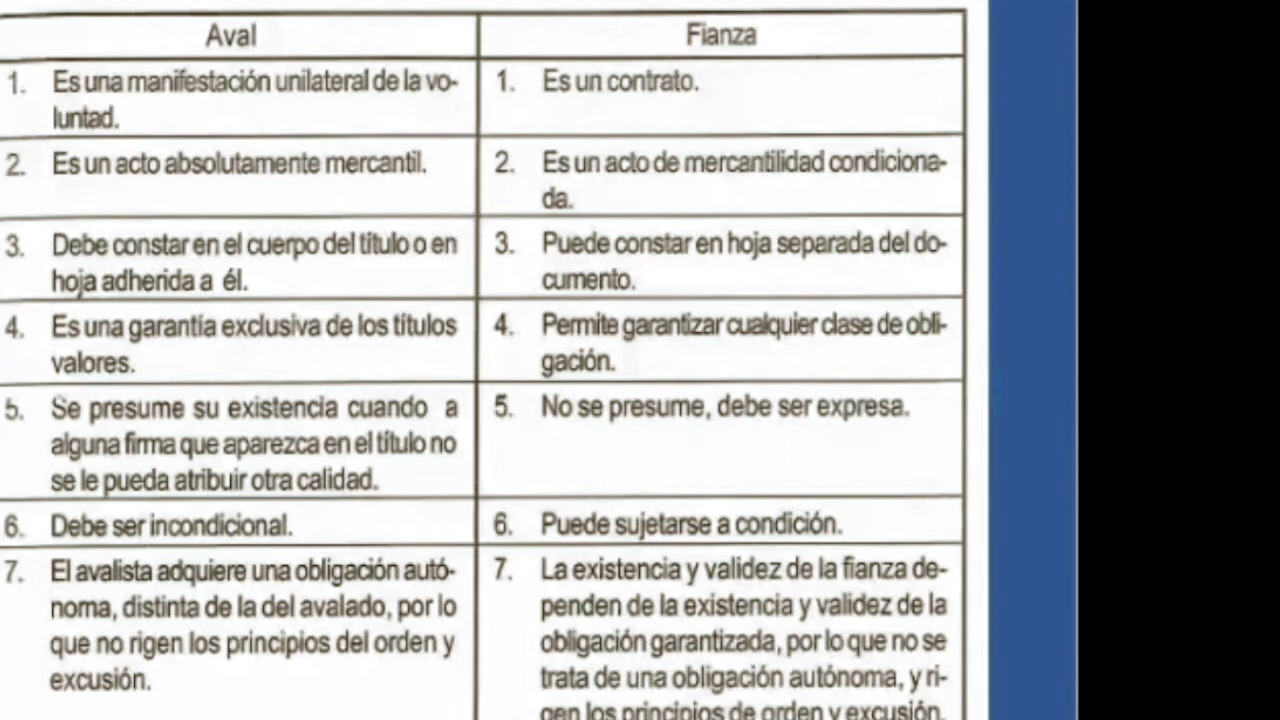 Aval
Fianza
1. Es una manifestación unilateral de la vo-
luntad.
1. Es un contrato.
2. Es un acto absolutamente mercantil.
2. Es un acto de mercantilidad condiciona-
da.
3. Debe constar en el cuerpo del título o en
hoja adherida a él.
3. Puede constar en hoja separada del do-
cumento.
4. Es una garantía exclusiva de los títulos
valores.
4. Permite garantizar cualquier clase de obli-
gación.
5. Se presume su existencia cuando a
alguna firma que aparezca en el título no
se le pueda atribuir otra calidad.
5. No se presume, debe ser expresa.
6. Debe ser incondicional.
6. Puede sujetarse a condición.
7. El avalista adquiere una obligación autó-
noma, distinta de la del avalado, por lo
que no rigen los principios del orden y
excusión.
7. La existencia y validez de la fianza de-
penden de la existencia y validez de la
obligación garantizada, por lo que no se
trata de una obligación autónoma, y ri-
gen los principios de orden y excusión.